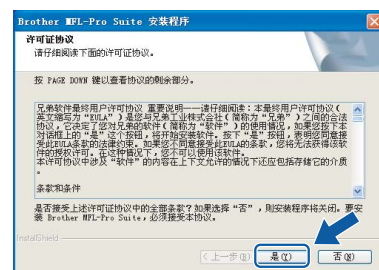 Brother MFL-Pro Suite 安装程序
许可证协议
请仔细阅读下面的许可证协议。
按 PAGE DOWN 键以查看协议的剩余部分。
兄弟软件最终用户许可协议 重要说明——请仔细阅读：本最终用户许可协议（
英文缩写为“EULA”）是您与兄弟工业株式会社（简称为“兄弟”）之间的合法
协议，它决定了您对兄弟的软件（简称为“软件”）的使用情况，如果您按下本
对话框上的“是”这个按钮，将开始安装软件。按下“是”按钮，表明您同意接
受此EULA条款的法律约束。如果您不同意接受此EULA的条款，您将无法获得该软
件的授权许可。在这种情况下，您不可以使用该软件。
本许可协议中涉及“软件”的内容在上下文允许的情况下还应包括存储它的介质
。
条款和条件
是否接受上述许可证协议中的全部条款？如果选择“否”，则安装程序将关闭。要安
装 Brother MFL-Pro Suite，必须接受本协议。
InstallShield
< 上一步(B)
是(Y)
否(N)